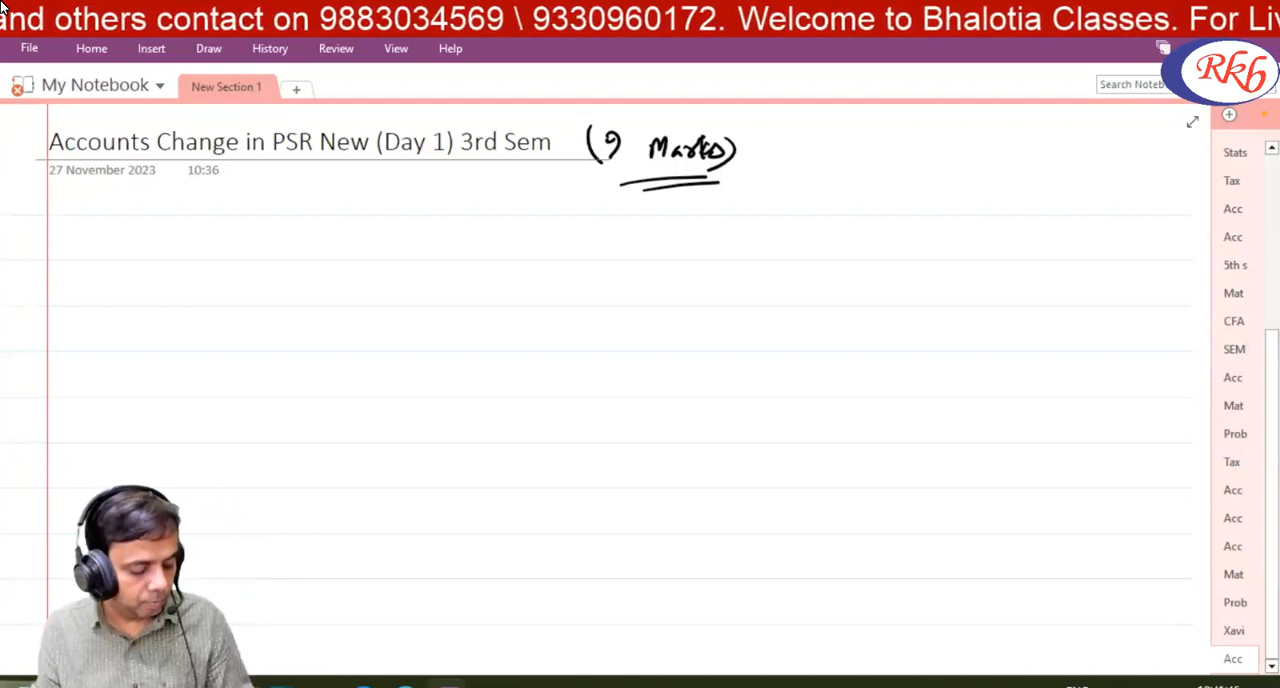 and others contact on 9883034569 \ 9330960172. Welcome to Bhalotia Classes. For Liv
File Home Insert Draw History Review View Help
Rkb
My Notebook New Section 1 + Search Noteb
Accounts Change in PSR New (Day 1) 3rd Sem (9 Marks)
27 November 2023 10:36
Stats
Tax
Acc
Acc
5th s
Mat
CFA
SEM
Acc
Mat
Prob
Tax
Acc
Acc
Acc
Mat
Prob
Xavi
Acc